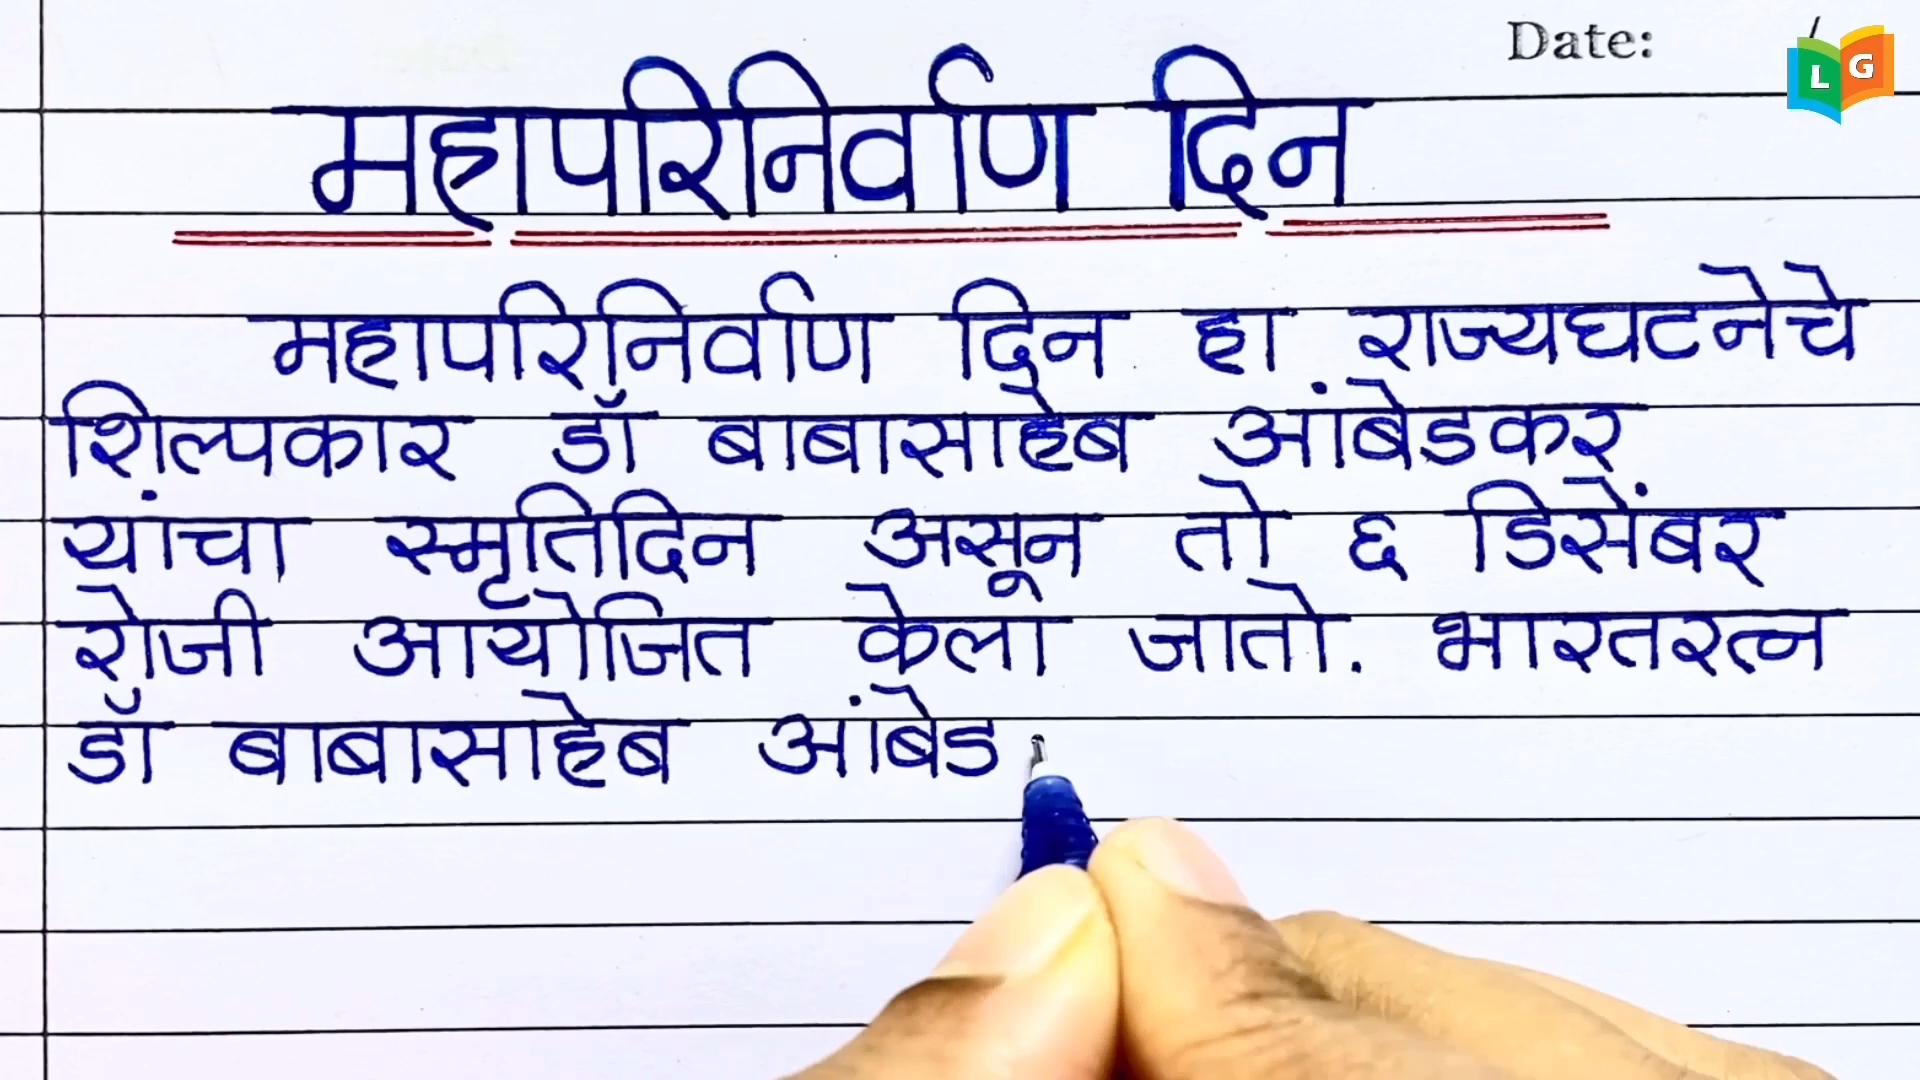 Date: /
L G
महापरिनिर्वाण दिन
महापरिनिर्वाण दिन हा राज्यघटनेचे
शिल्पकार डॉ बाबासाहेब आंबेडकर
यांचा स्मृतिदिन असून तो ६ डिसेंबर
रोजी आयोजित केला जातो. भारतरत्न
डॉ बाबासाहेब आंबेड